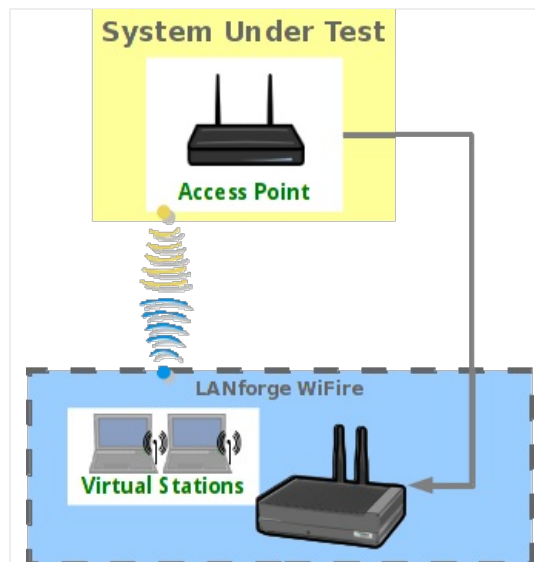 System Under Test
Access Point
LANforge WiFire
Virtual Stations